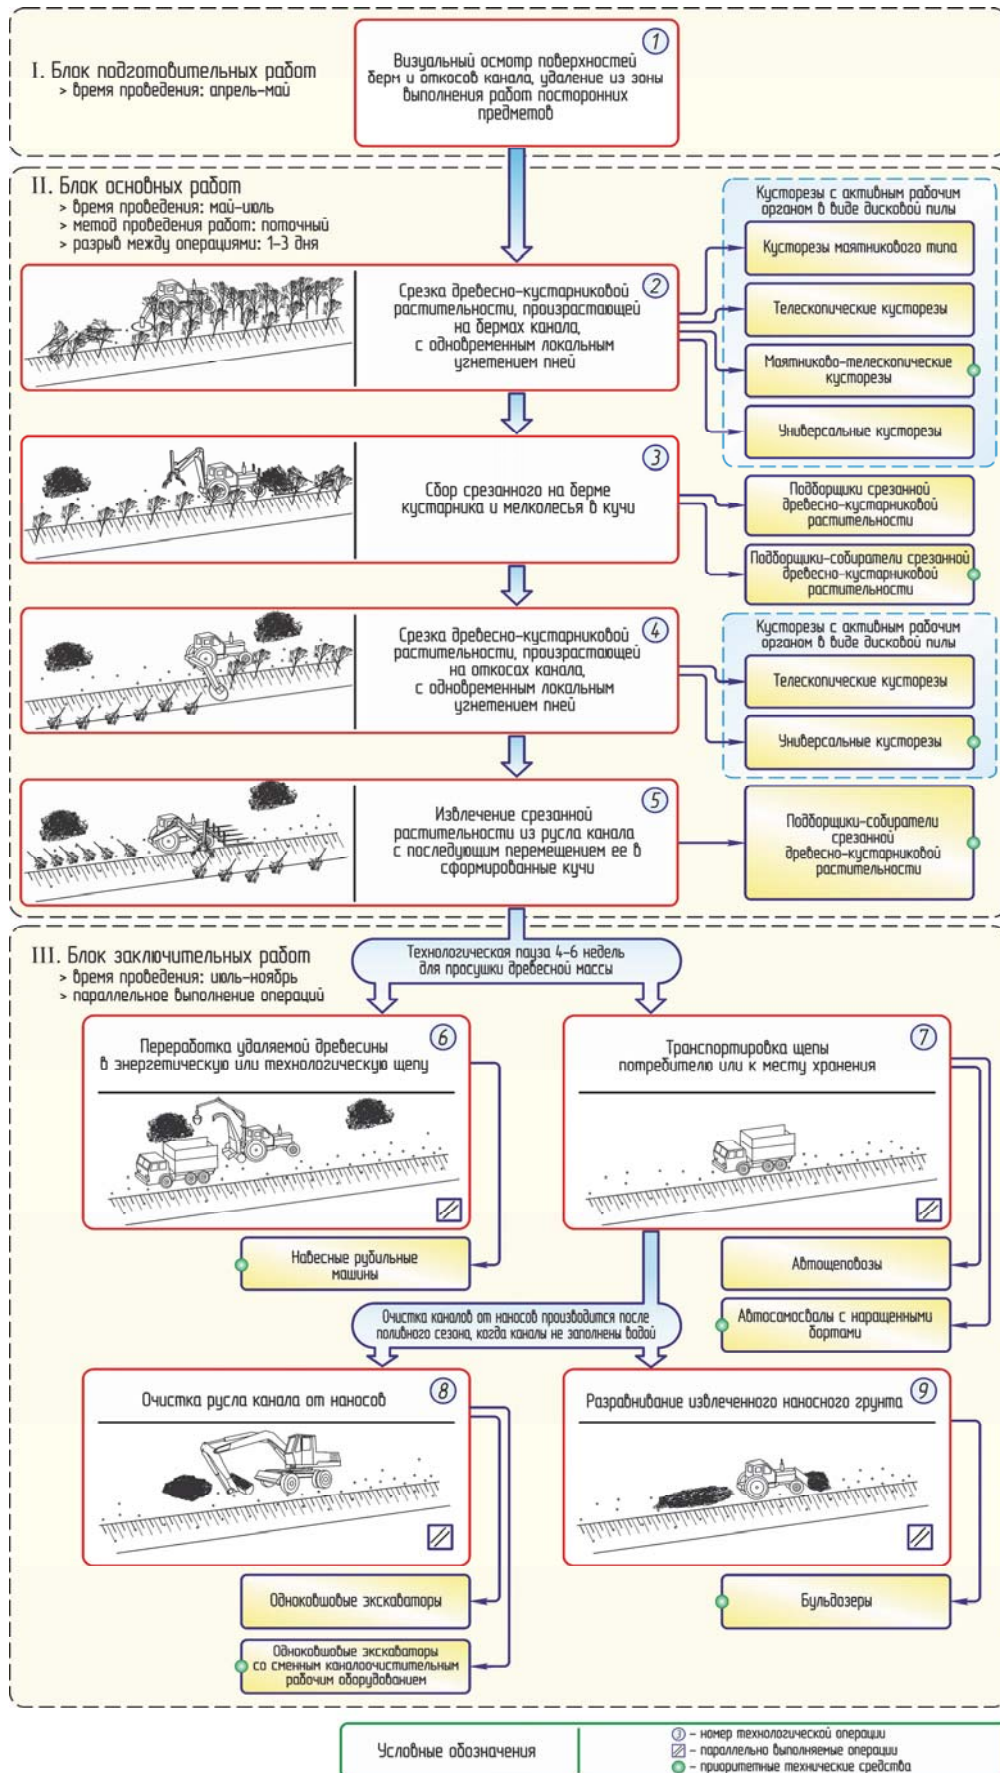 I. Блок подготовительных работ
> время проведения: апрель-май
1
Визуальный осмотр поверхностей
берм и откосов канала, удаление из зоны
выполнения работ посторонних
предметов
II. Блок основных работ
> время проведения: май-июль
> метод проведения работ: поточный
> разрыв между операциями: 1-3 дня
Кусторезы с активным рабочим
органом в виде дисковой пилы
Кусторезы маятникового типа
Телескопические кусторезы
Маятниково-телескопические
кусторезы
Универсальные кусторезы
2
Срезка древесно-кустарниковой
растительности, произрастающей
на бермах канала,
с одновременным локальным
угнетением пней
3
Сбор срезанного на берме
кустарника и мелколесья в кучи
Подборщики срезанной
древесно-кустарниковой
растительности
Подборщики-собиратели срезанной
древесно-кустарниковой
растительности
4
Срезка древесно-кустарниковой
растительности, произрастающей
на откосах канала,
с одновременным локальным
угнетением пней
Кусторезы с активным рабочим
органом в виде дисковой пилы
Телескопические кусторезы
Универсальные кусторезы
5
Извлечение срезанной
растительности из русла канала
с последующим перемещением ее в
сформированные кучи
Подборщики-собиратели
срезанной
древесно-кустарниковой
растительности
III. Блок заключительных работ
> время проведения: июль-ноябрь
> параллельное выполнение операций
Технологическая пауза 4-6 недель
для просушки древесной массы
6
Переработка удаляемой древесины
в энергетическую или технологическую щепу
7
Транспортировка щепы
потребителю или к месту хранения
Навесные рубильные
машины
Автощеповозы
Автосамосвалы с наращенными
бортами
Очистка каналов от наносов производится после
поливного сезона, когда каналы не заполнены водой
8
Очистка русла канала от наносов
9
Разравнивание извлеченного наносного грунта
Одноковшовые экскаваторы
Одноковшовые экскаваторы
со сменным каналоочистительным
рабочим оборудованием
Бульдозеры
Условные обозначения
3 – номер технологической операции
– параллельно выполняемые операции
– приоритетные технические средства